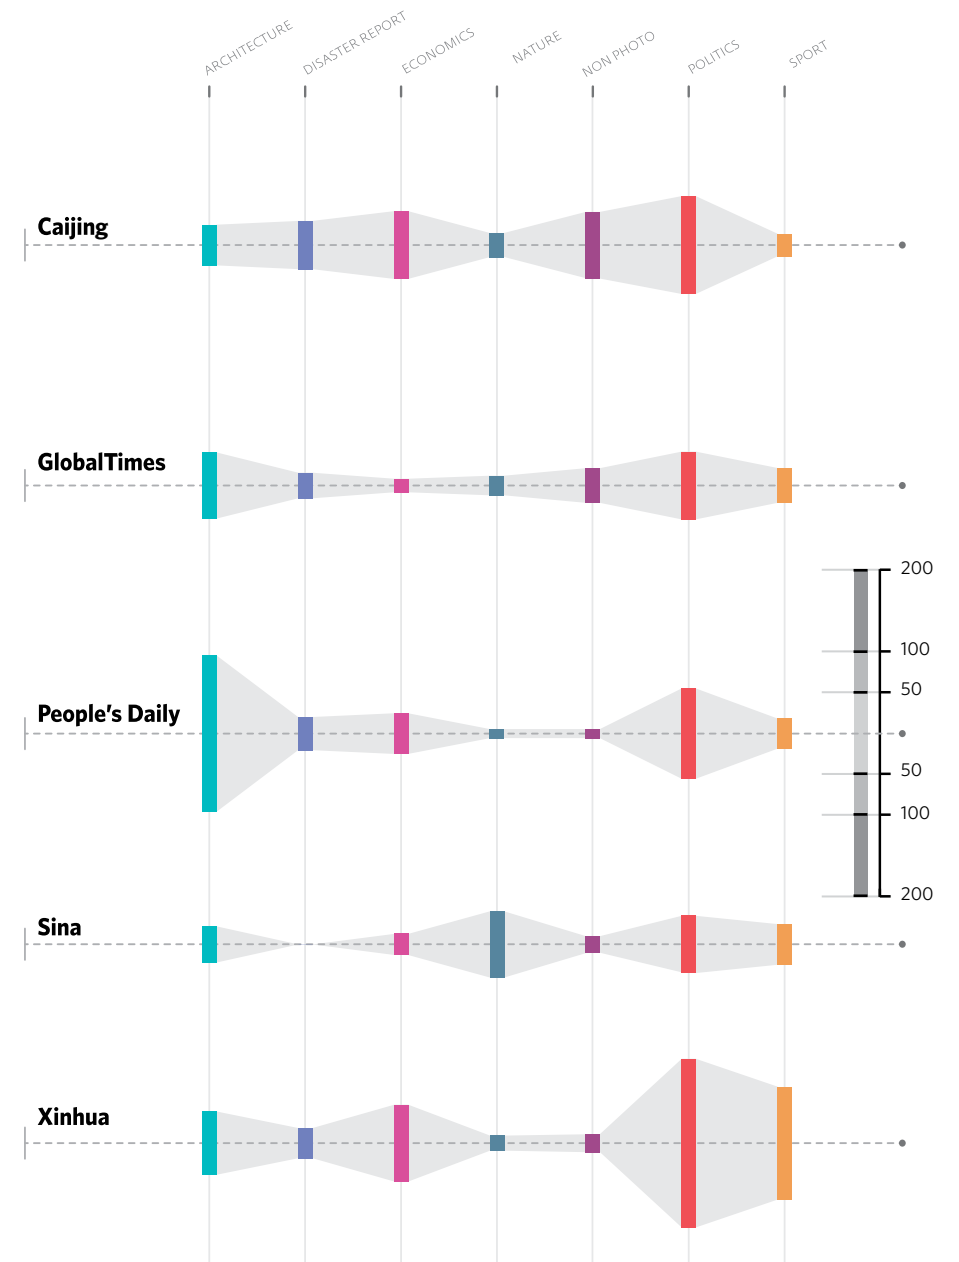 ARCHITECTURE
DISASTER REPORT
ECONOMICS
NATURE
NON PHOTO
POLITICS
SPORT
Caijing
GlobalTimes
200
100
50
People's Daily
50
100
200
Sina
Xinhua